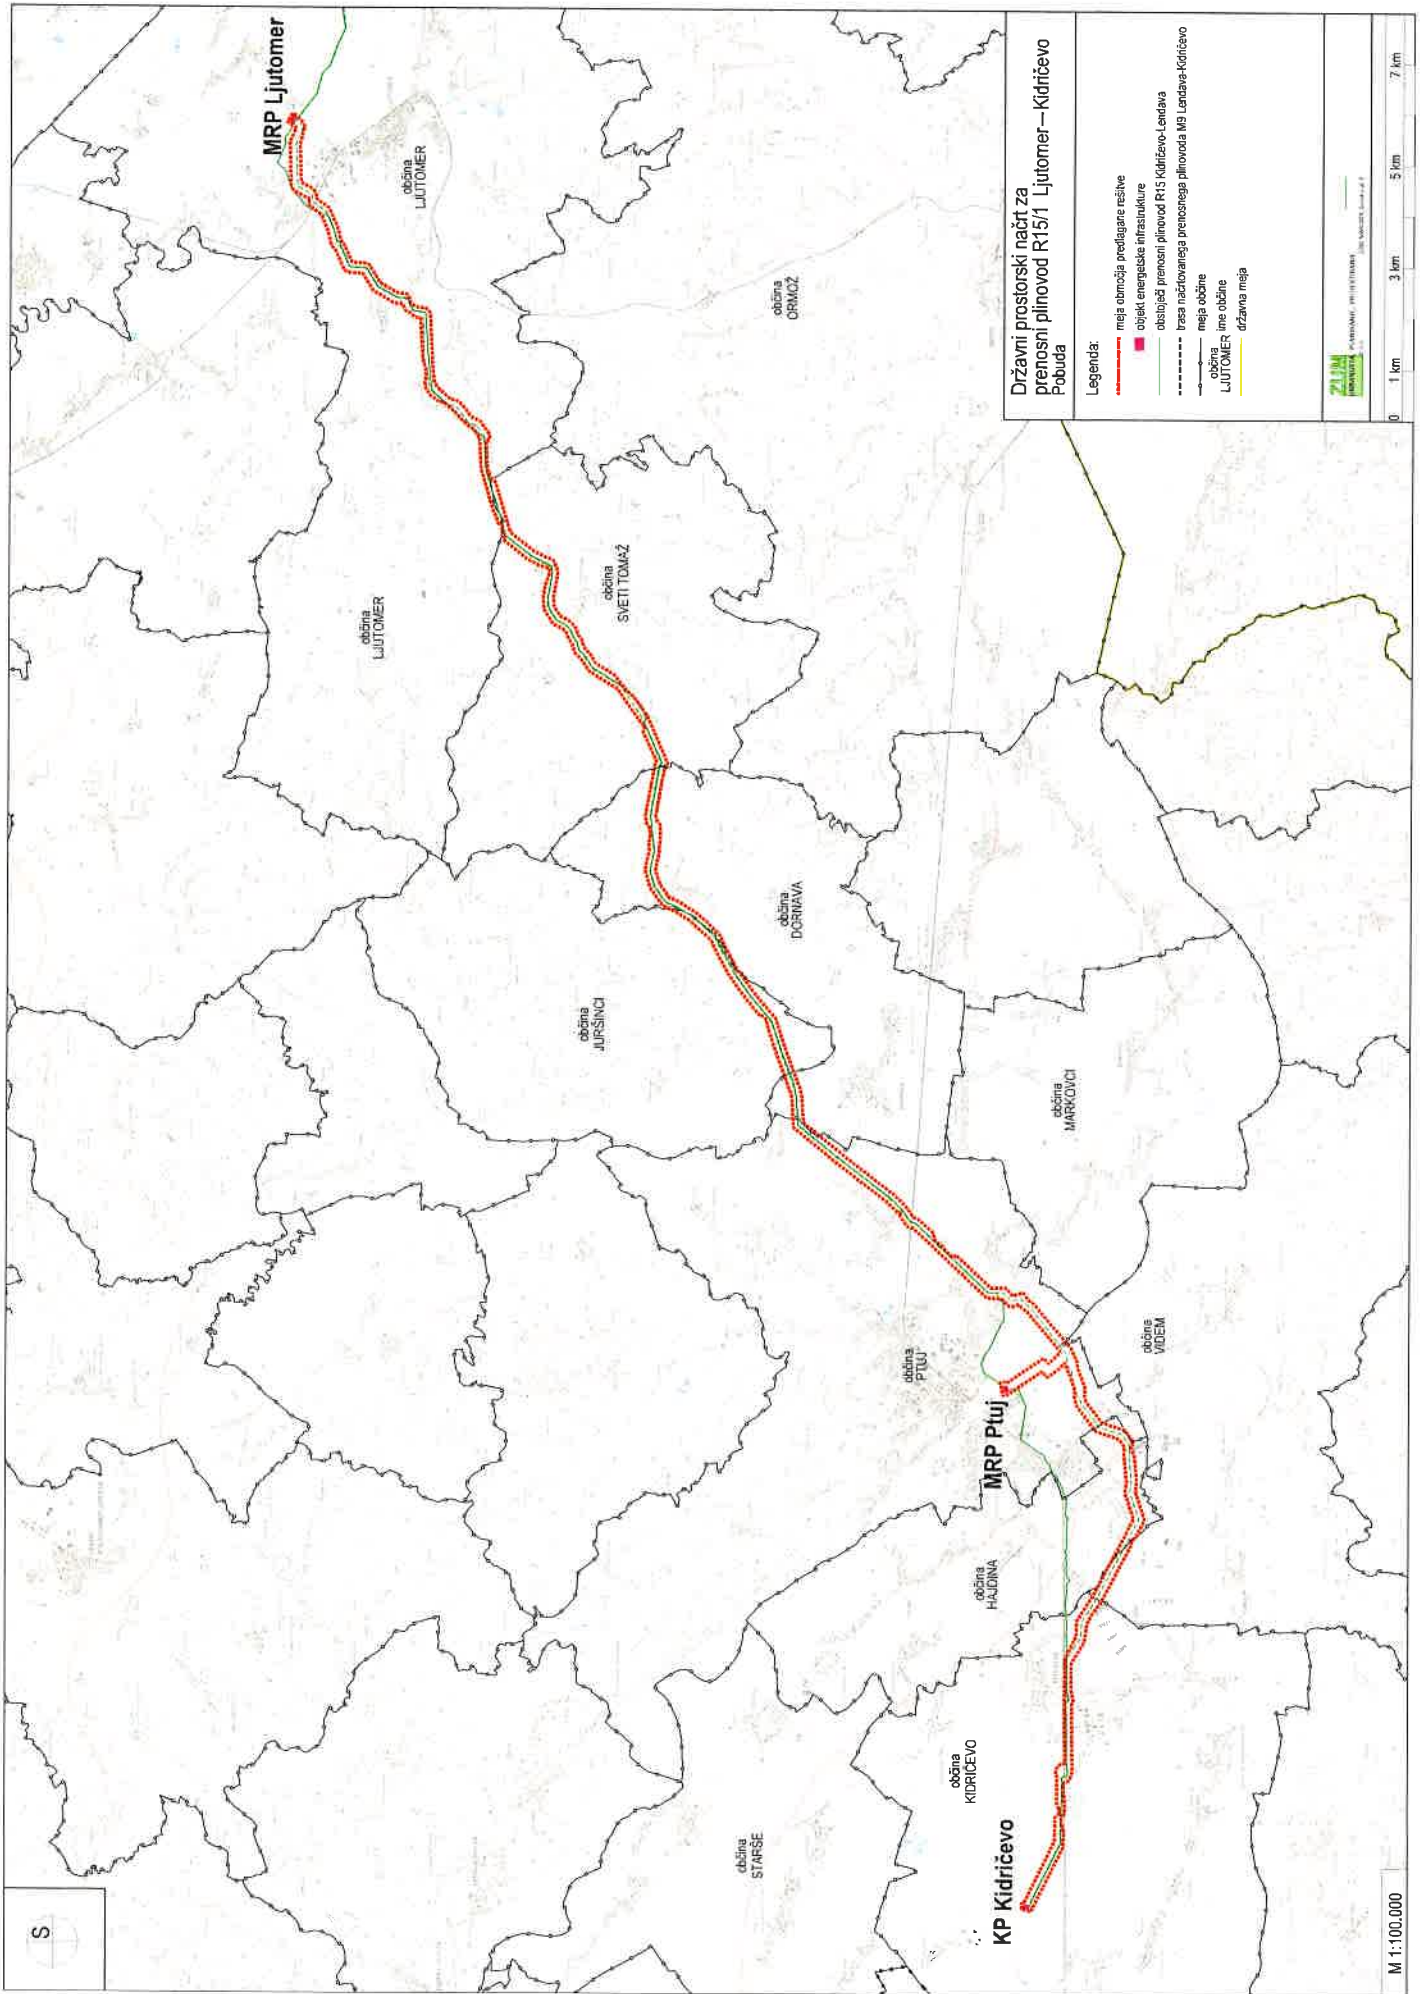 S
MRP Ljutomer
občina
LJUTOMER
občina
LJUTOMER
občina
ORMOŽ
občina
SVETI TOMAŽ
občina
JURŠINCI
občina
DORNAVA
občina
MARKOVCI
občina
PTUJ
MRP Ptuj
občina
VIDEM
občina
HAJDINA
občina
STARŠE
občina
KIDRIČEVO
KP Kidričevo
Državni prostorski načrt za
prenosni plinovod R15/1 Ljutomer–Kidričevo
Pobuda
Legenda:
meja območja predlagane rešitve
objekt energetske infrastrukture
obstoječi prenosni plinovod R15 Kidričevo-Lendava
trasa načrtovanega prenosnega plinovoda M9 Lendava-Kidričevo
meja občine
občina
LJUTOMER ime občine
državna meja
ZUM
0 1 km 3 km 5 km 7 km
M 1:100.000